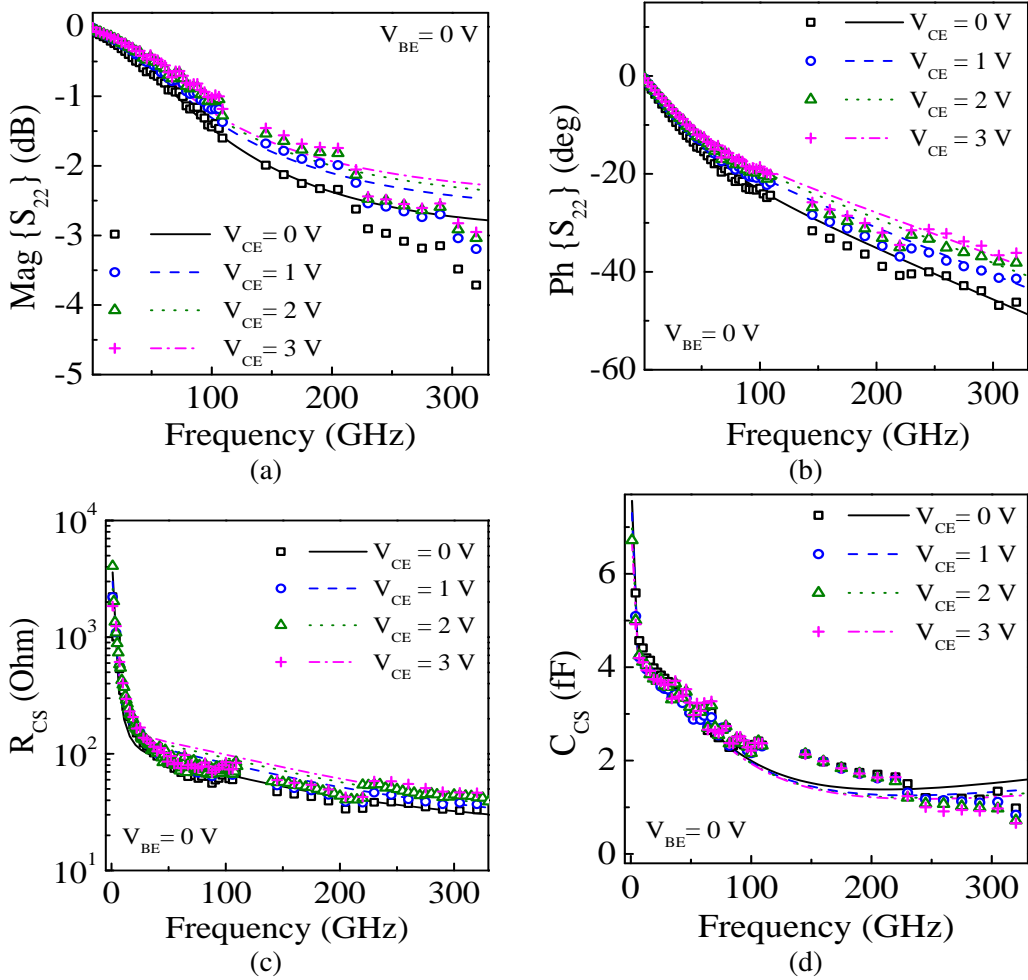 Mag {S22} (dB)
0
-1
-2
-3
-4
-5
VBE= 0 V
VCE= 0 V
VCE= 1 V
VCE= 2 V
VCE= 3 V
100 200 300
Frequency (GHz)
(a)
Ph {S22} (deg)
20
0
-20
-40
-60
VCE= 0 V
VCE= 1 V
VCE= 2 V
VCE= 3 V
VBE= 0 V
100 200 300
Frequency (GHz)
(b)
RCS (Ohm)
10^4
10^3
10^2
10^1
VCE= 0 V
VCE= 1 V
VCE= 2 V
VCE= 3 V
VBE= 0 V
0 100 200 300
Frequency (GHz)
(c)
CCS (fF)
6
4
2
0
VCE= 0 V
VCE= 1 V
VCE= 2 V
VCE= 3 V
VBE= 0 V
0 100 200 300
Frequency (GHz)
(d)